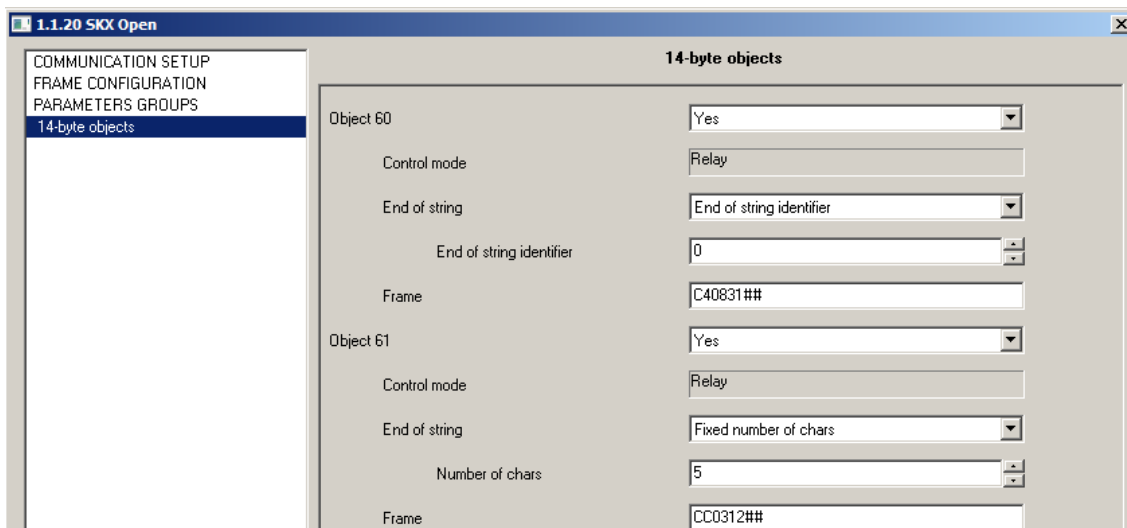 1.1.20 SKX Open
COMMUNICATION SETUP
FRAME CONFIGURATION
PARAMETERS GROUPS
14-byte objects
14-byte objects
Object 60 Yes
Control mode Relay
End of string End of string identifier
End of string identifier 0
Frame C40831##
Object 61 Yes
Control mode Relay
End of string Fixed number of chars
Number of chars 5
Frame CC0312##